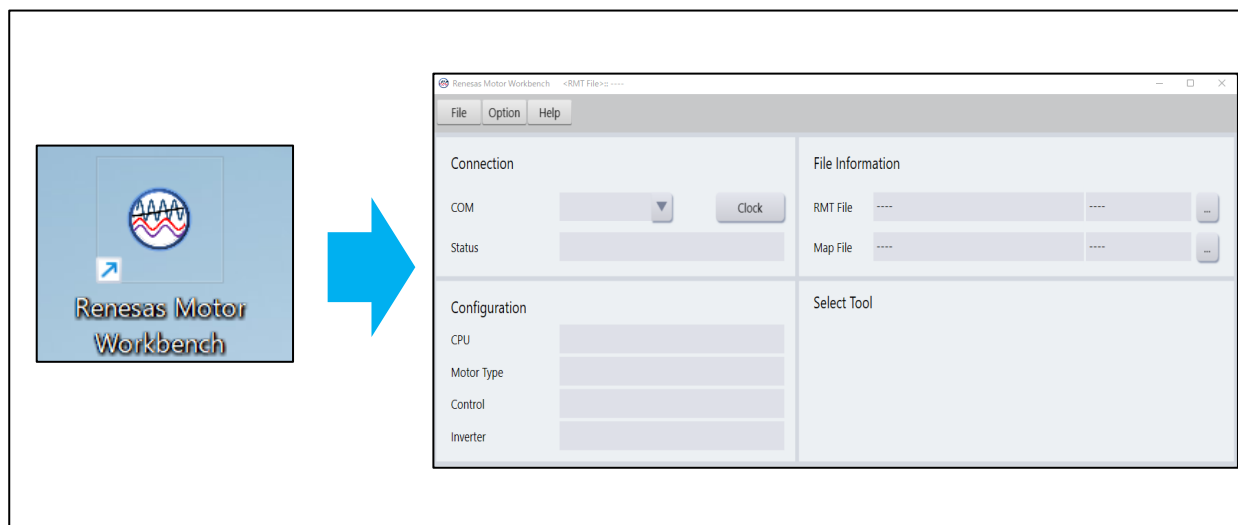 Renesas Motor
Workbench
Renesas Motor Workbench <RMT File>:: ----
File Option Help
Connection
COM
Clock
Status
File Information
RMT File ---- ---- ...
Map File ---- ---- ...
Configuration
CPU
Motor Type
Control
Inverter
Select Tool